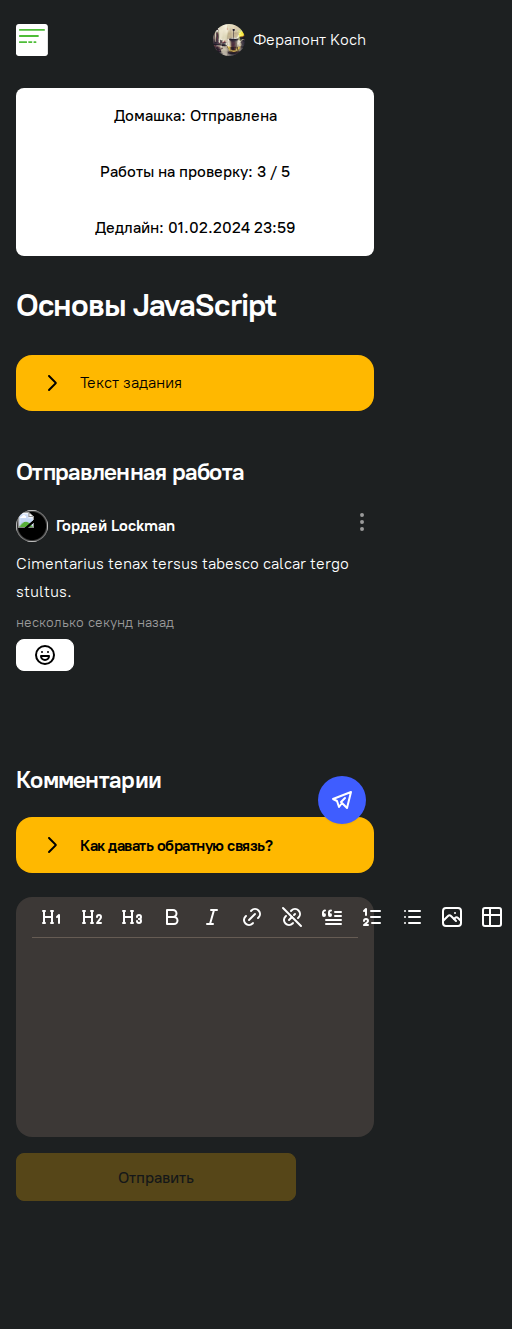 Ферапонт Koch
Домашка: Отправлена
Работы на проверку: 3 / 5
Дедлайн: 01.02.2024 23:59
Основы JavaScript
Текст задания
Отправленная работа
Гордей Lockman
Cimentarius tenax tersus tabesco calcar tergo
stultus.
несколько секунд назад
Комментарии
Как давать обратную связь?
H1 H2 H3 B I
Отправить